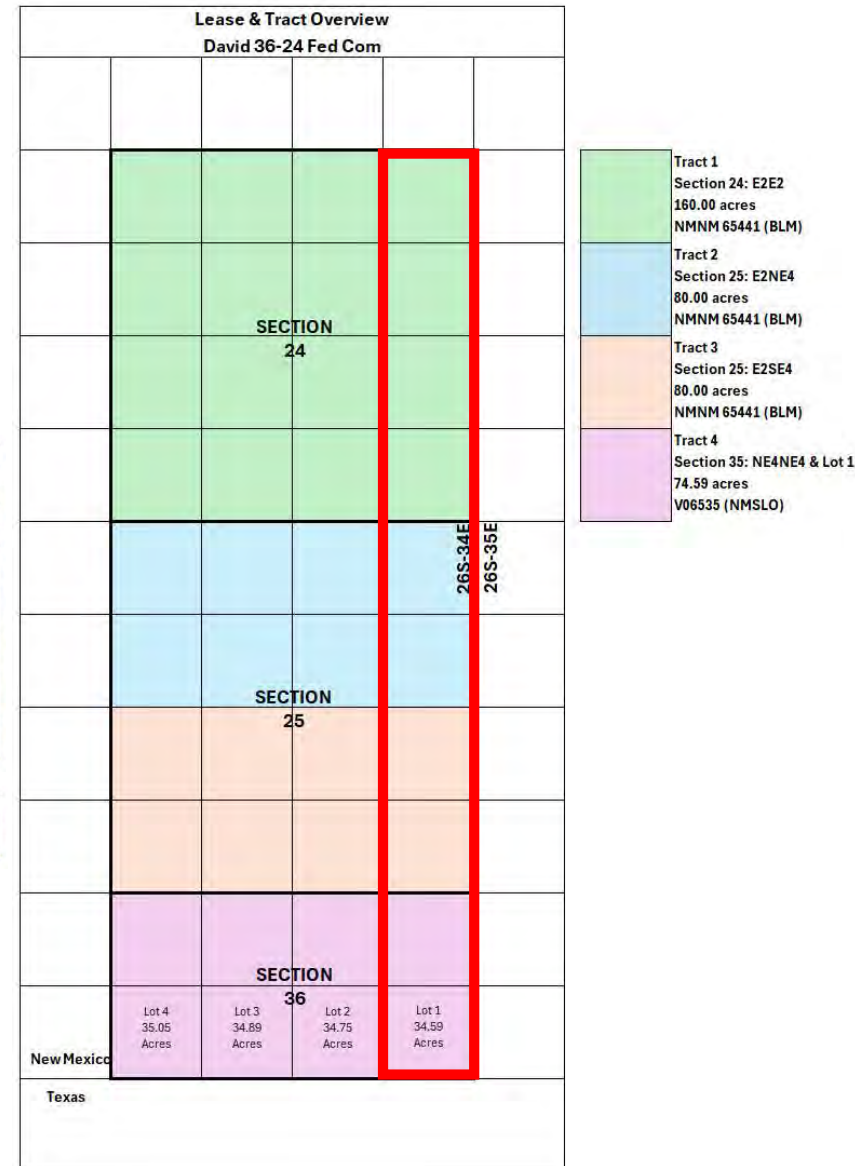 Lease & Tract Overview
David 36-24 Fed Com
SECTION
24
26S-34E
26S-35E
SECTION
25
SECTION
36
Lot 4
35.05
Acres
Lot 3
34.89
Acres
Lot 2
34.75
Acres
Lot 1
34.59
Acres
New Mexico
Texas
Tract 1
Section 24: E2E2
160.00 acres
NMNM 65441 (BLM)
Tract 2
Section 25: E2NE4
80.00 acres
NMNM 65441 (BLM)
Tract 3
Section 25: E2SE4
80.00 acres
NMNM 65441 (BLM)
Tract 4
Section 35: NE4NE4 & Lot 1
74.59 acres
V06535 (NMSLO)